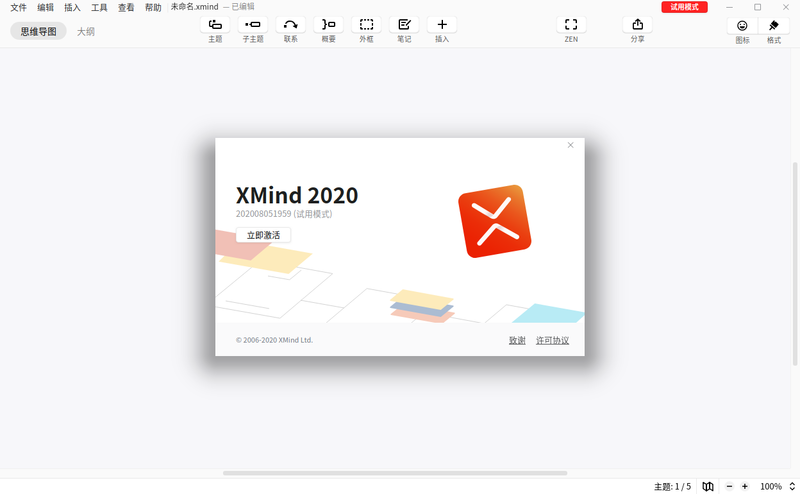 文件 编辑 插入 工具 查看 帮助 未命名.xmind — 已编辑 试用模式
思维导图 大纲
主题 子主题 联系 概要 外框 笔记 插入 ZEN 分享 图标 格式
XMind 2020
202008051959 (试用模式)
立即激活
© 2006-2020 XMind Ltd. 致谢 许可协议
主题: 1 / 5 100%